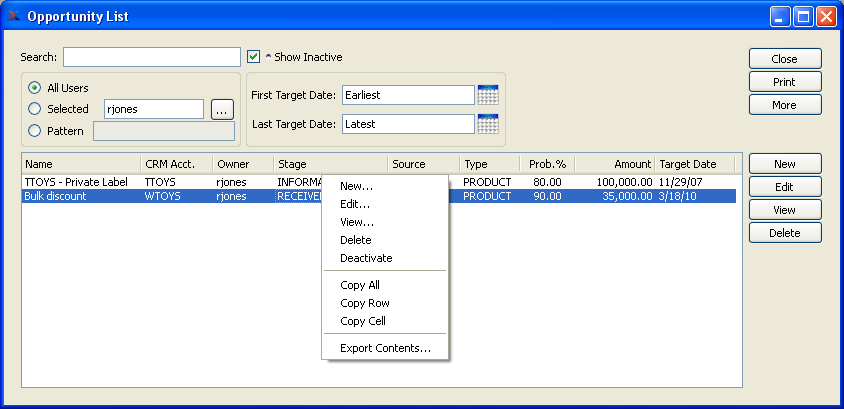 Opportunity List
Search: ^ Show Inactive
All Users
Selected rjones ...
Pattern
First Target Date: Earliest
Last Target Date: Latest
Close
Print
More
Name CRM Acct. Owner Stage Source Type Prob.% Amount Target Date
TTOYS - Private Label TTOYS rjones PRODUCT 80.00 100,000.00 11/29/07
Bulk discount WTOYS rjones PRODUCT 90.00 35,000.00 3/18/10
New...
Edit...
View...
Delete
Deactivate
Copy All
Copy Row
Copy Cell
Export Contents...
New
Edit
View
Delete